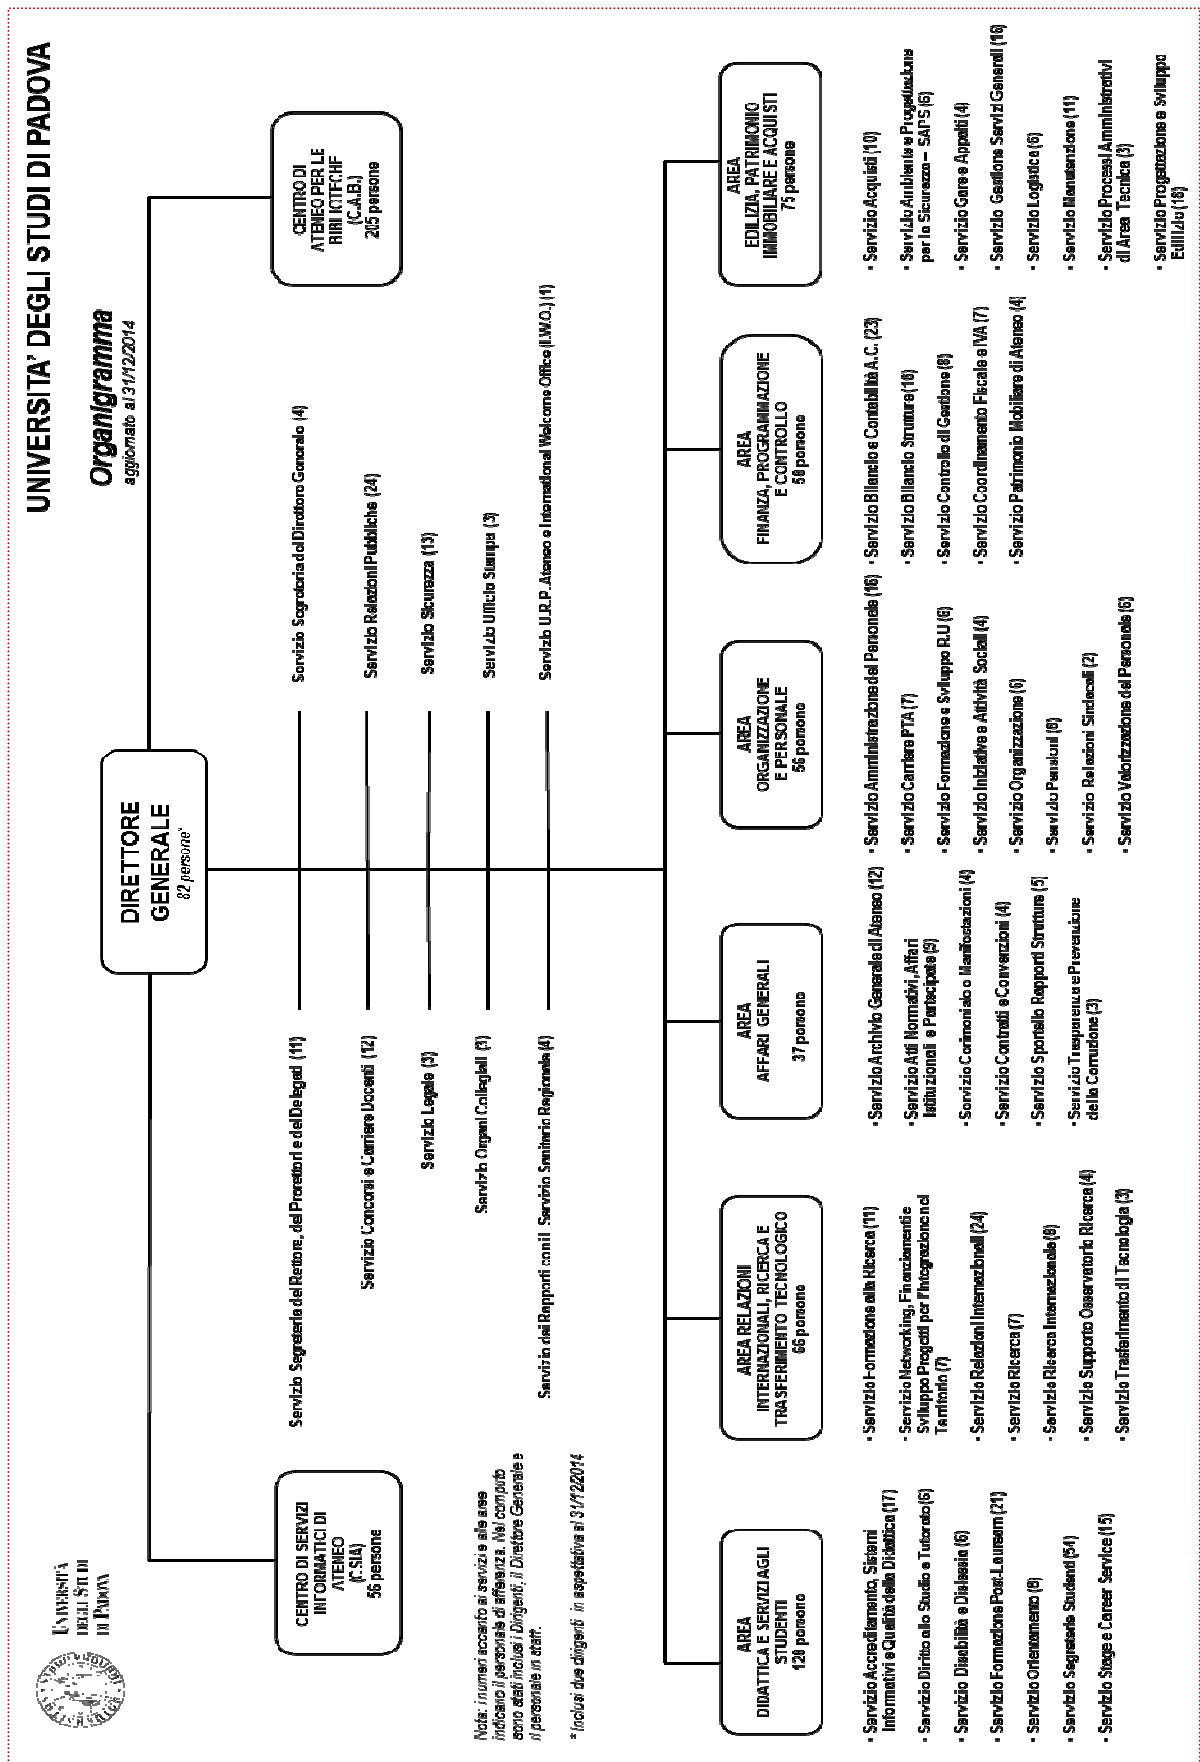 UNIVERSITÀ
DEGLI STUDI
DI PADOVA
UNIVERSITA' DEGLI STUDI DI PADOVA
Organigramma
aggiornato al 31/12/2014
DIRETTORE
GENERALE
82 persone*
CENTRO DI SERVIZI
INFORMATICI DI
ATENEO
(CSIA)
56 persone
CENTRO DI
ATENEO PER LE
(C.A.B.)
205 persone
Servizio Segreteria del Rettore, dei Prorettori e dei Delegati (11)
Servizio Concorsi e Carriere Docenti (12)
Servizio Legale (3)
Servizio Organi Collegiali (3)
Servizio dei Rapporti con il Servizio Sanitario Regionale (4)
Servizio Segreteria del Direttore Generale (4)
Servizio Relazioni Pubbliche (24)
Servizio Sicurezza (13)
Servizio Ufficio Stampa (3)
Servizio U.R.P. Ateneo e International Welcome Office (I.W.O.) (1)
Nota: i numeri accanto ai servizi e alle aree
indicano il personale di afferenza. Nel computo
sono stati inclusi i Dirigenti, il Direttore Generale e
il personale in staff.
* Inclusi due dirigenti in aspettativa al 31/12/2014
AREA
DIDATTICA E SERVIZI AGLI
STUDENTI
persone
• Servizio Accreditamento, Sistemi
Informativi e Qualità della Didattica (17)
• Servizio Diritto allo Studio e Tutorato (6)
• Servizio Disabilità e Dislessia (6)
• Servizio Formazione Post-Lauream (21)
• Servizio Orientamento
• Servizio Segreterie Studenti (54)
• Servizio Stage e Career Service (15)
AREA RELAZIONI
INTERNAZIONALI, RICERCA E
TRASFERIMENTO TECNOLOGICO
66 persone
• Servizio Formazione alla Ricerca (11)
• Servizio Networking, Finanziamenti e
Sviluppo Progetti per l'Integrazione nel
Territorio (7)
• Servizio Relazioni Internazionali (24)
• Servizio Ricerca (7)
• Servizio Ricerca Internazionale
• Servizio Supporto Osservatorio Ricerca (4)
• Servizio Trasferimento di Tecnologia (3)
AREA
AFFARI GENERALI
37 persone
• Servizio Archivio Generale di Ateneo (12)
• Servizio Atti Normativi, Affari
Istituzionali e Partecipate (9)
• Servizio Cerimoniale e Manifestazioni (4)
• Servizio Contratti e Convenzioni (4)
• Servizio Sportello Rapporti Strutture (5)
• Servizio Trasparenza e Prevenzione
della Corruzione (3)
AREA
ORGANIZZAZIONE
E PERSONALE
56 persone
• Servizio Amministrazione del Personale (16)
• Servizio Carriere PTA (7)
• Servizio Formazione e Sviluppo R.U (6)
• Servizio Iniziative e Attività Sociali (4)
• Servizio Organizzazione (6)
• Servizio Pensioni
• Servizio Relazioni Sindacali (2)
• Servizio Valorizzazione del Personale (6)
AREA
FINANZA, PROGRAMMAZIONE
E CONTROLLO
persone
• Servizio Bilancio e Contabilità A.C. (23)
• Servizio Bilancio Strutture (16)
• Servizio Controllo di Gestione
• Servizio Coordinamento Fiscale e IVA (7)
• Servizio Patrimonio Mobiliare di Ateneo (4)
AREA
EDILIZIA, PATRIMONIO
IMMOBILIARE E ACQUISTI
75 persone
• Servizio Acquisti (10)
• Servizio Ambiente e Progettazione
per la Sicurezza – SAPS (6)
• Servizio Gare e Appalti (4)
• Servizio Gestione Servizi Generali (16)
• Servizio Logistica (6)
• Servizio Manutenzione (11)
• Servizio Processi Amministrativi
di Area Tecnica (3)
• Servizio Progettazione e Sviluppo
Edilizio